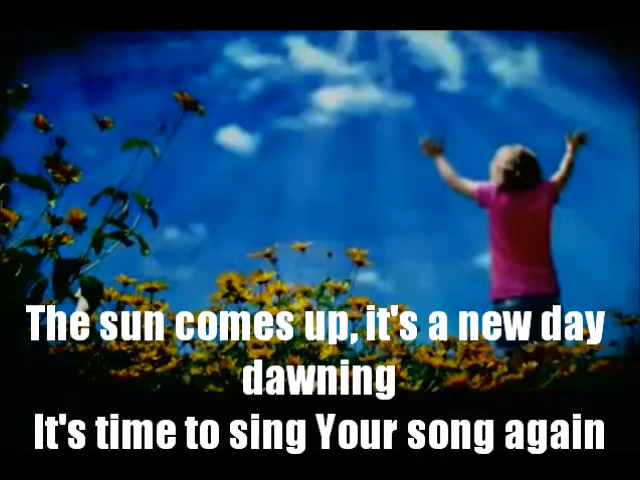 The sun comes up, it's a new day
dawning
It's time to sing Your song again